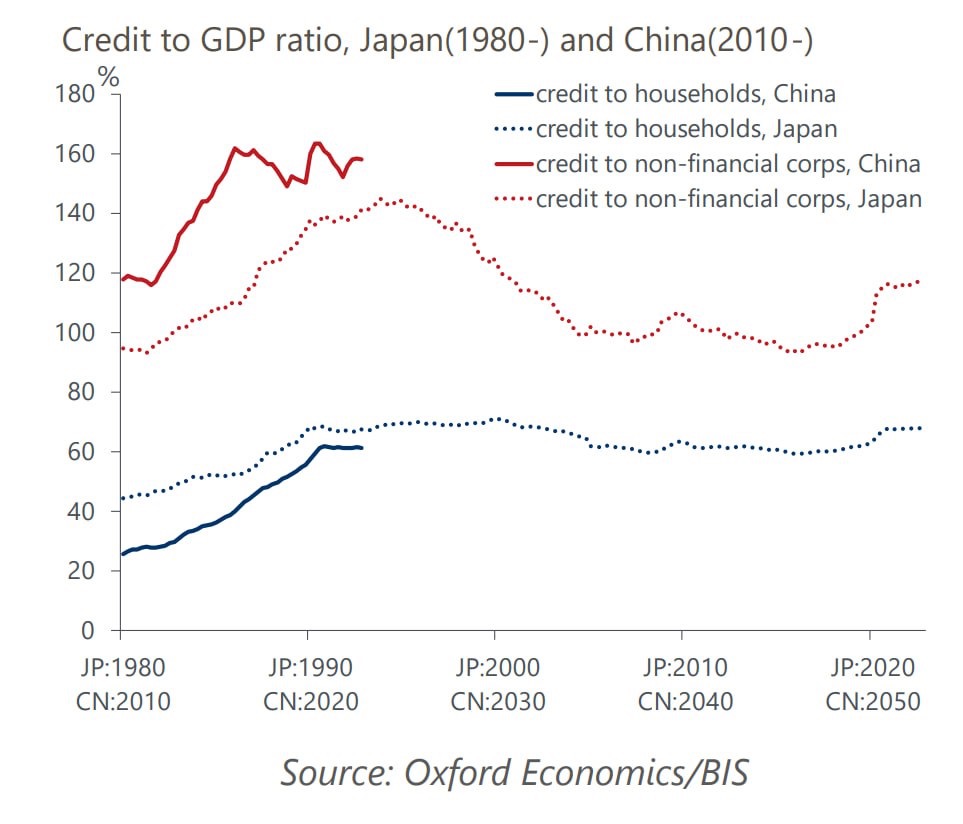 Credit to GDP ratio, Japan(1980-) and China(2010-)
%
180
160
140
120
100
80
60
40
20
0
credit to households, China
credit to households, Japan
credit to non-financial corps, China
credit to non-financial corps, Japan
JP:1980 JP:1990 JP:2000 JP:2010 JP:2020
CN:2010 CN:2020 CN:2030 CN:2040 CN:2050
Source: Oxford Economics/BIS